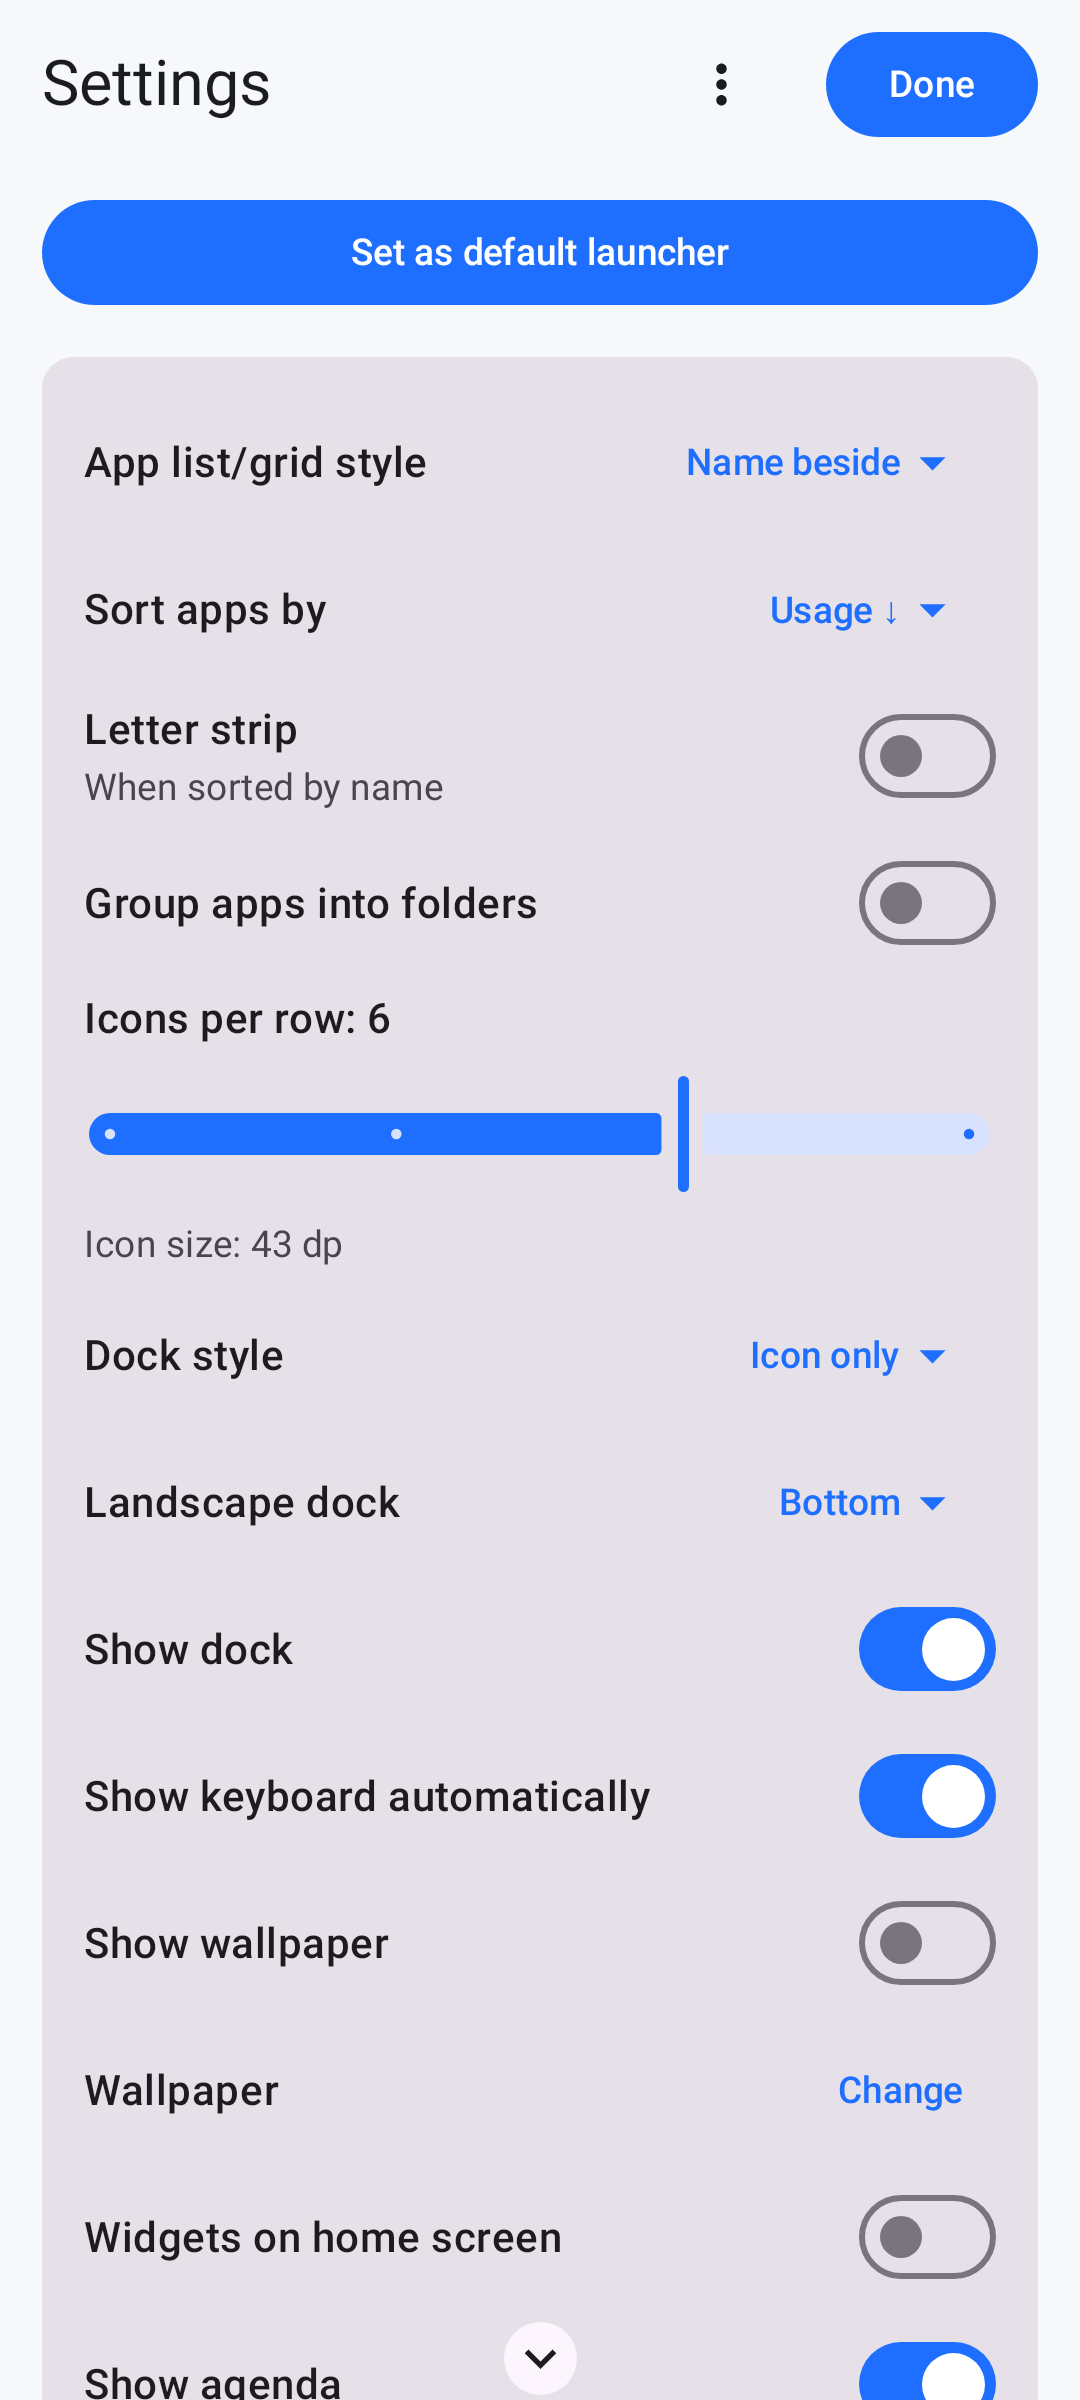 Settings
Done
Set as default launcher
App list/grid style
Name beside
Sort apps by
Usage ↓
Letter strip
When sorted by name
Group apps into folders
Icons per row: 6
Icon size: 43 dp
Dock style
Icon only
Landscape dock
Bottom
Show dock
Show keyboard automatically
Show wallpaper
Wallpaper
Change
Widgets on home screen
Show agenda